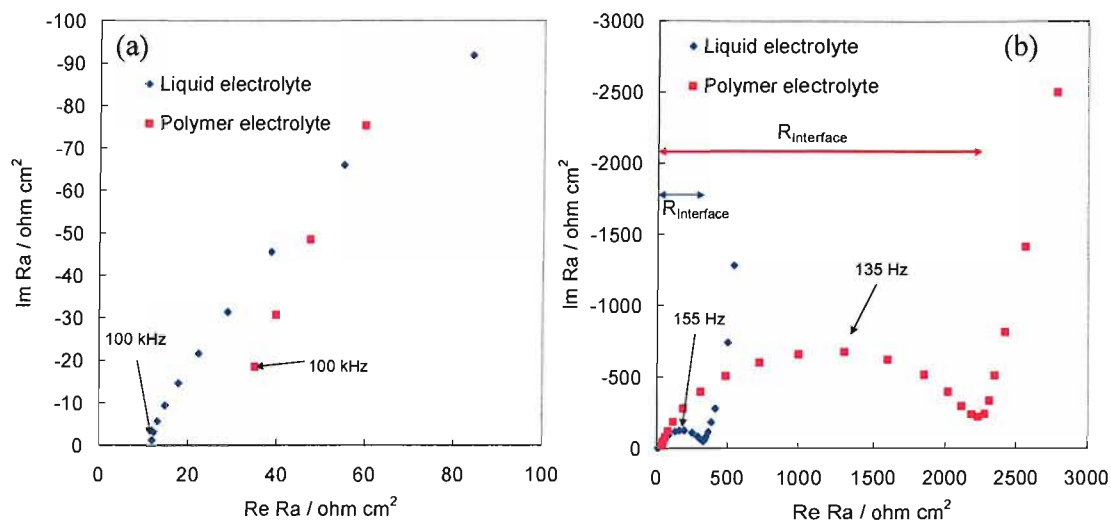 (a)
Liquid electrolyte
Polymer electrolyte
-100
-90
-80
-70
-60
-50
-40
-30
-20
-10
0
Im Ra / ohm cm²
100 kHz
100 kHz
0 20 40 60 80 100
Re Ra / ohm cm²
(b)
Liquid electrolyte
Polymer electrolyte
-3000
-2500
-2000
-1500
-1000
-500
0
Im Ra / ohm cm²
RInterface
RInterface
135 Hz
155 Hz
0 500 1000 1500 2000 2500 3000
Re Ra / ohm cm²